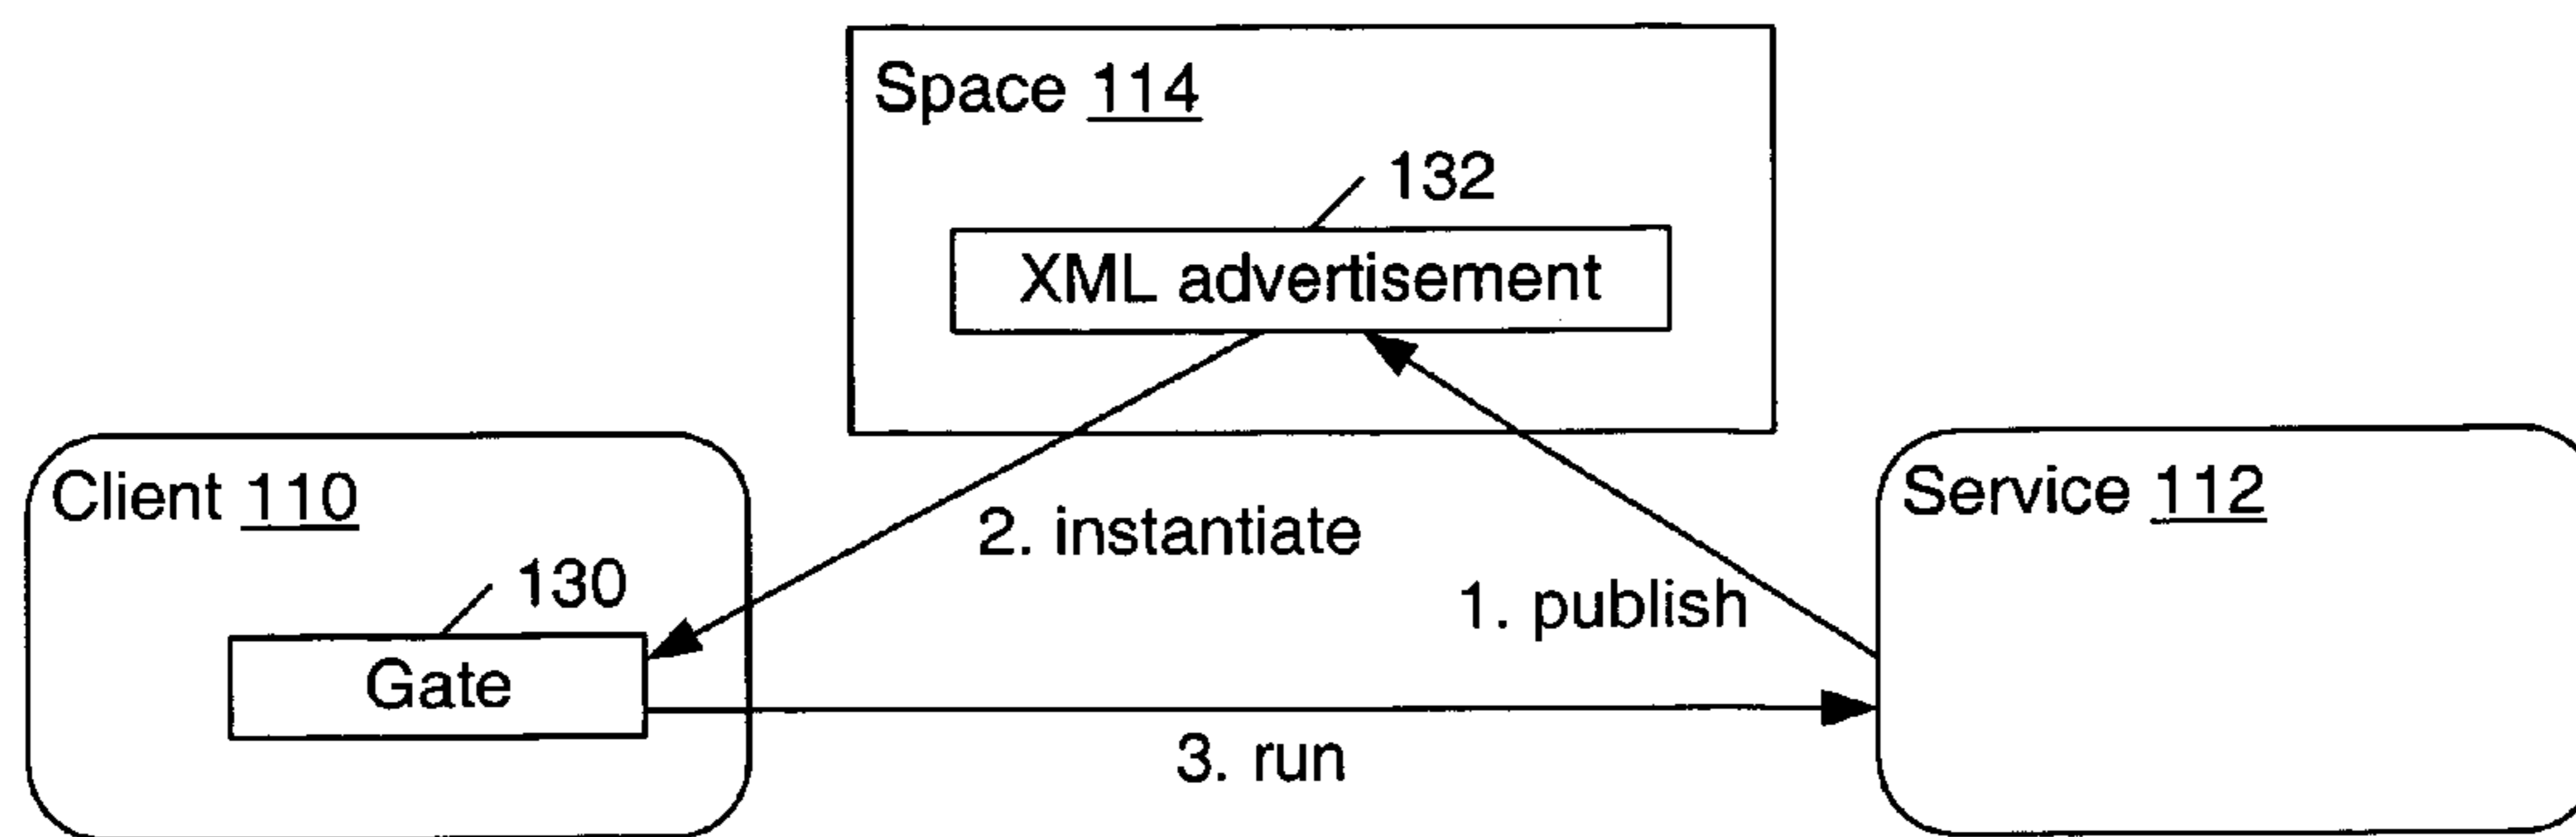 Space 114
132
XML advertisement
Client 110
2. instantiate
Service 112
130
1. publish
Gate
3. run